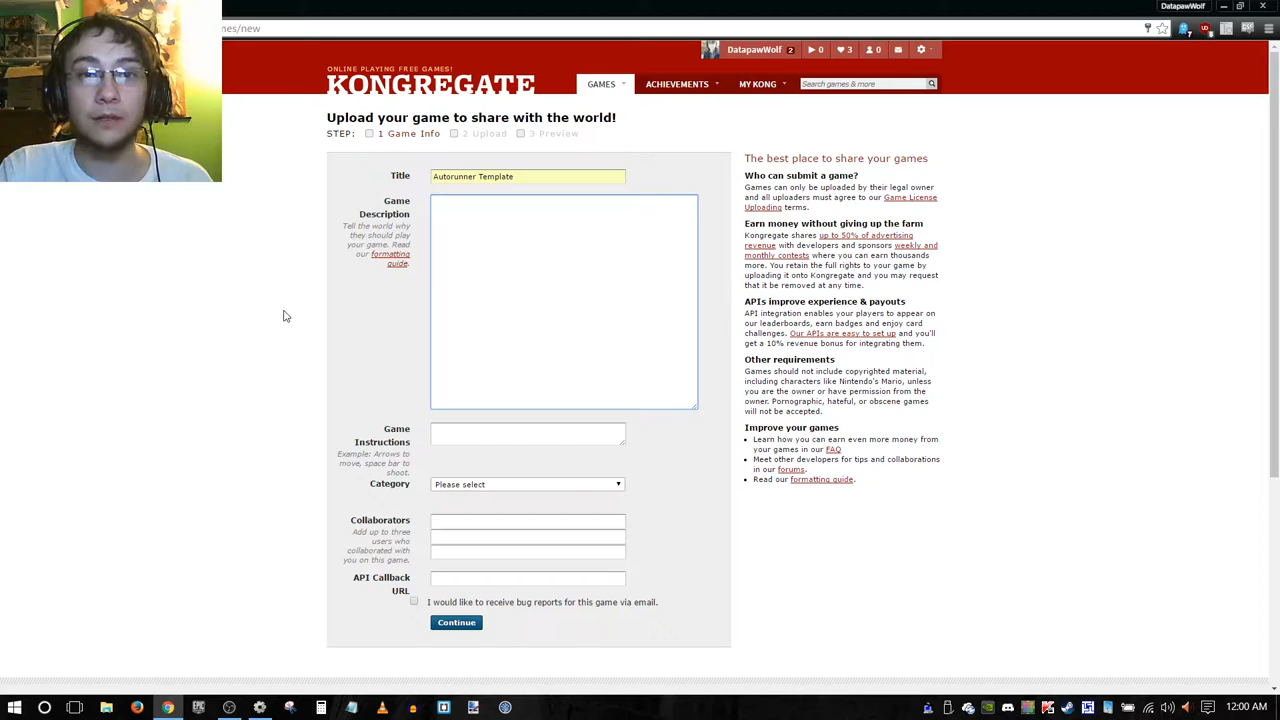 DatapawWolf
nes/new
DatapawWolf 2 0 3 0
ONLINE PLAYING FREE GAMES!
KONGREGATE
GAMES ACHIEVEMENTS MY KONG Search games & more
Upload your game to share with the world!
STEP: 1 Game Info 2 Upload 3 Preview
Title Autorunner Template
Game
Description
Tell the world why
they should play
your game. Read
our formatting
guide.
Game
Instructions
Example: Arrows to
move, space bar to
shoot.
Category Please select
Collaborators
Add up to three
users who
collaborated with
you on this game.
API Callback
URL
I would like to receive bug reports for this game via email.
Continue
The best place to share your games
Who can submit a game?
Games can only be uploaded by their legal owner
and all uploaders must agree to our Game License
Uploading terms.
Earn money without giving up the farm
Kongregate shares up to 50% of advertising
revenue with developers and sponsors weekly and
monthly contests where you can earn thousands
more. You retain the full rights to your game by
uploading it onto Kongregate and you may request
that it be removed at any time.
APIs improve experience & payouts
API integration enables your players to appear on
our leaderboards, earn badges and enjoy card
challenges. Our APIs are easy to set up and you'll
get a 10% revenue bonus for integrating them.
Other requirements
Games should not include copyrighted material,
including characters like Nintendo's Mario, unless
you are the owner or have permission from the
owner. Pornographic, hateful, or obscene games
will not be accepted.
Improve your games
Learn how you can earn even more money from
your games in our FAQ
Meet other developers for tips and collaborations
in our forums.
Read our formatting guide.
12:00 AM